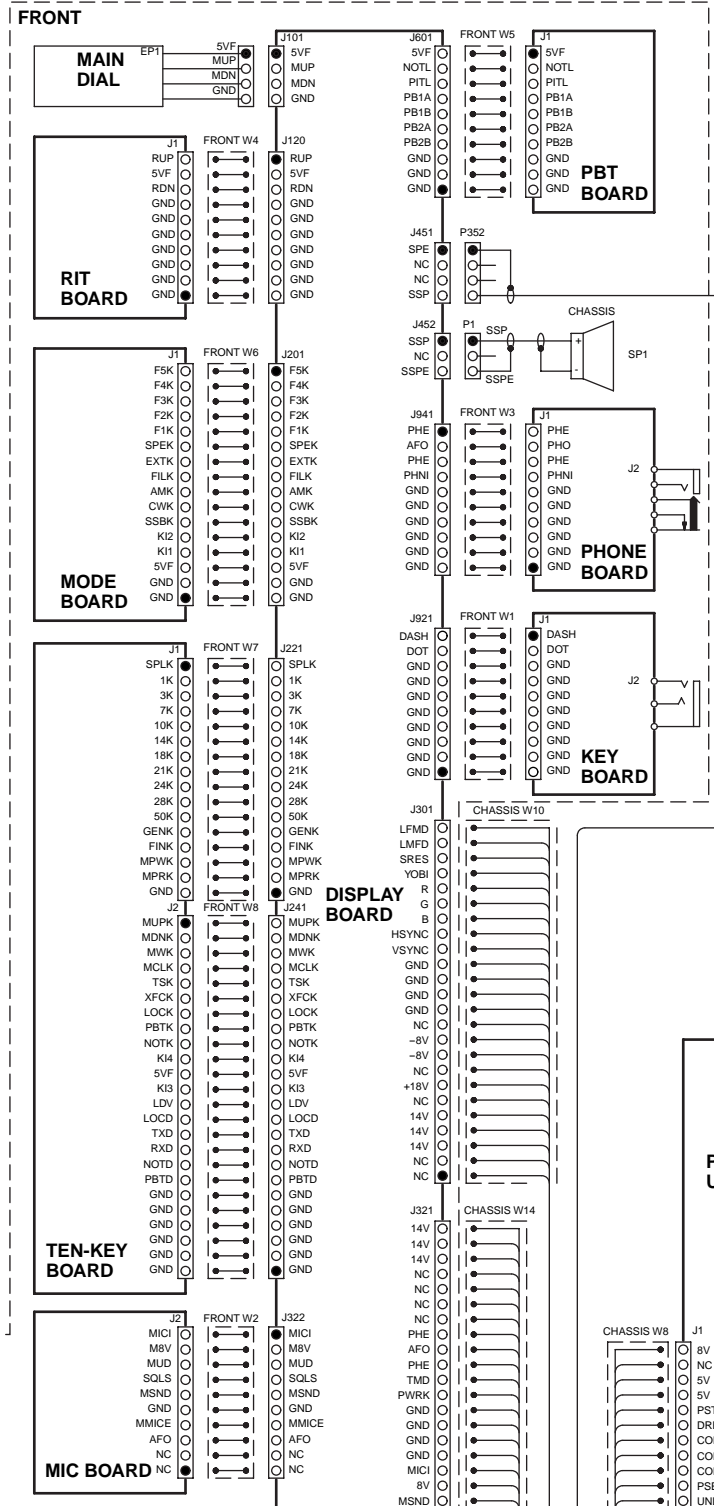 FRONT
MAIN
DIAL
EP1
5VF
MUP
MDN
GND
J101
5VF
MUP
MDN
GND
J601
5VF
NOTL
PITL
PB1A
PB1B
PB2A
PB2B
GND
GND
GND
FRONT W5
J1
5VF
NOTL
PITL
PB1A
PB1B
PB2A
PB2B
GND
GND
GND
PBT
BOARD
RIT
BOARD
J1
RUP
5VF
RDN
GND
GND
GND
GND
GND
GND
GND
FRONT W4
J120
RUP
5VF
RDN
GND
GND
GND
GND
GND
GND
GND
J451
SPE
NC
NC
SSP
P352
J452
SSP
NC
SSPE
P1
SSP
SSPE
CHASSIS
+
-
SP1
MODE
BOARD
J1
F5K
F4K
F3K
F2K
F1K
SPEK
EXTK
FILK
AMK
CWK
SSBK
KI2
KI1
5VF
GND
GND
FRONT W6
J201
F5K
F4K
F3K
F2K
F1K
SPEK
EXTK
FILK
AMK
CWK
SSBK
KI2
KI1
5VF
GND
GND
J941
PHE
AFO
PHE
PHNI
GND
GND
GND
GND
GND
GND
FRONT W3
J1
PHE
PHO
PHE
PHNI
GND
GND
GND
GND
GND
GND
J2
PHONE
BOARD
J921
DASH
DOT
GND
GND
GND
GND
GND
GND
GND
GND
FRONT W1
J1
DASH
DOT
GND
GND
GND
GND
GND
GND
GND
GND
J2
KEY
BOARD
TEN-KEY
BOARD
J1
SPLK
1K
3K
7K
10K
14K
18K
21K
24K
28K
50K
GENK
FINK
MPWK
MPRK
GND
FRONT W7
J221
SPLK
1K
3K
7K
10K
14K
18K
21K
24K
28K
50K
GENK
FINK
MPWK
MPRK
GND
J2
MUPK
MDNK
MWK
MCLK
TSK
XFCK
LOCK
PBTK
NOTK
KI4
5VF
KI3
LDV
LOCD
TXD
RXD
NOTD
PBTD
GND
GND
GND
GND
GND
GND
FRONT W8
J241
MUPK
MDNK
MWK
MCLK
TSK
XFCK
LOCK
PBTK
NOTK
KI4
5VF
KI3
LDV
LOCD
TXD
RXD
NOTD
PBTD
GND
GND
GND
GND
GND
GND
DISPLAY
BOARD
J301
LFMD
LMFD
SRES
YOBI
R
G
B
HSYNC
VSYNC
GND
GND
GND
GND
NC
–8V
–8V
NC
+18V
NC
14V
14V
14V
NC
NC
CHASSIS W10
J321
14V
14V
14V
NC
NC
NC
NC
PHE
AFO
PHE
TMD
PWRK
GND
GND
GND
GND
MICI
8V
MSND
CHASSIS W14
MIC BOARD
J2
MICI
M8V
MUD
SQLS
MSND
GND
MMICE
AFO
NC
NC
FRONT W2
J322
MICI
M8V
MUD
SQLS
MSND
GND
MMICE
AFO
NC
NC
CHASSIS W8
J1
8V
NC
5V
5V